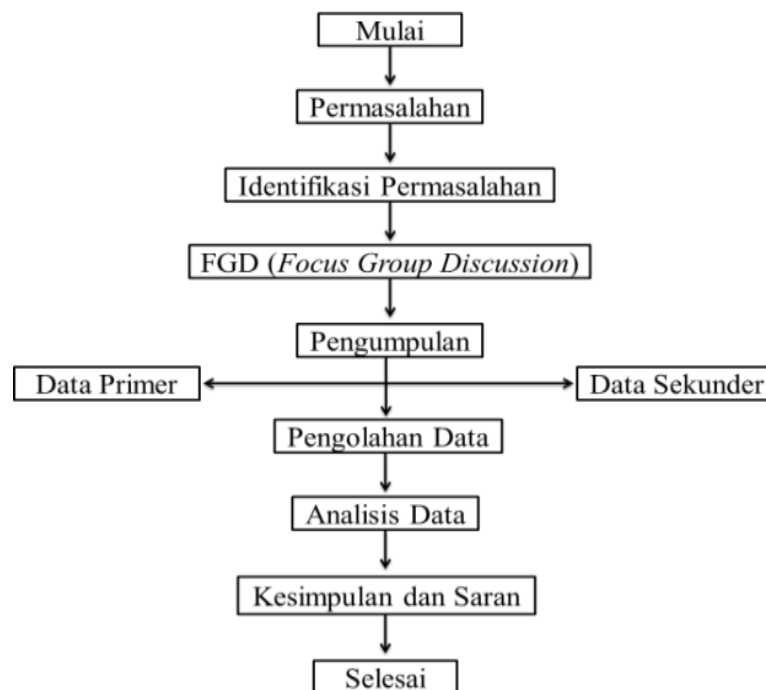 Mulai
Permasalahan
Identifikasi Permasalahan
FGD (Focus Group Discussion)
Pengumpulan
Data Primer
Data Sekunder
Pengolahan Data
Analisis Data
Kesimpulan dan Saran
Selesai